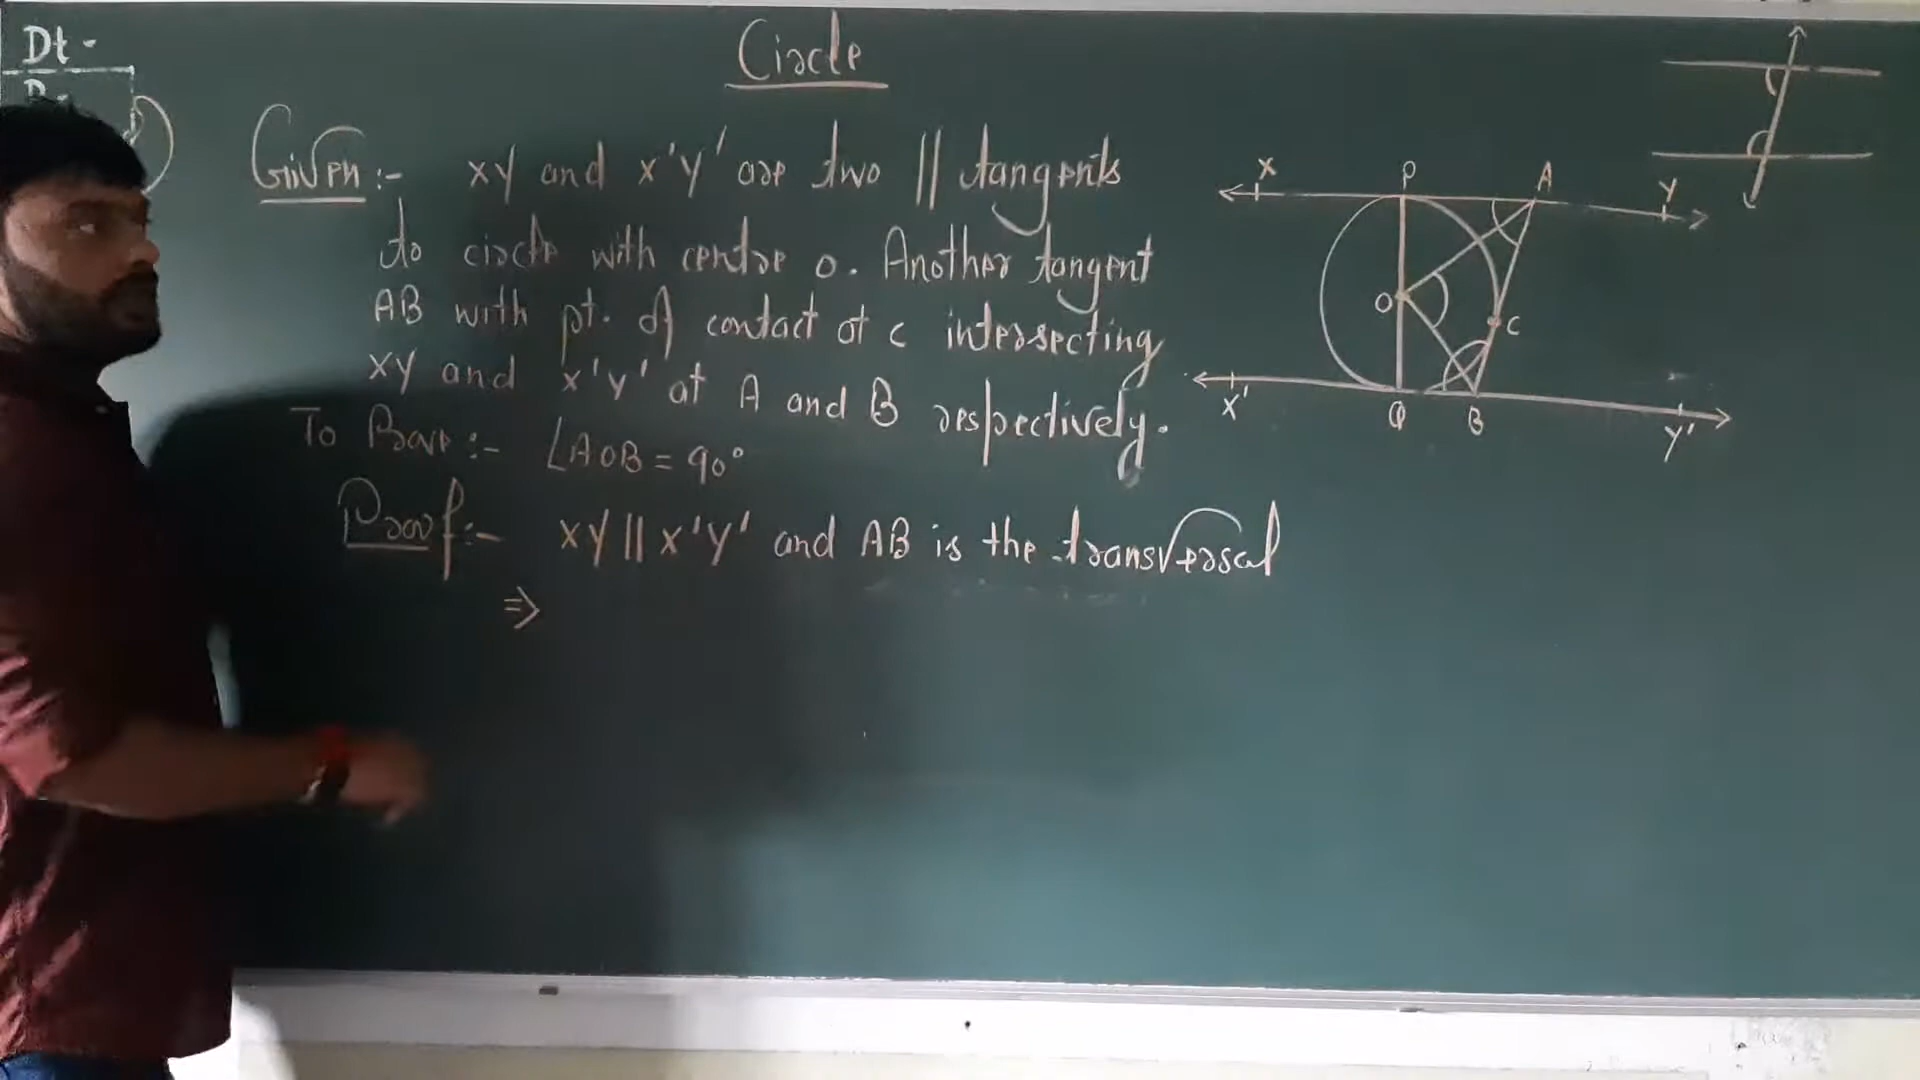 Dt -
Circle
Given :- XY and X'Y' are two || tangents
to circle with centre O. Another tangent
AB with pt. of contact at C intersecting
XY and X'Y' at A and B respectively.
To Prove :- ∠AOB = 90°
Proof :- XY || X'Y' and AB is the transversal
⇒
X P A Y
O C
X' Q B Y'